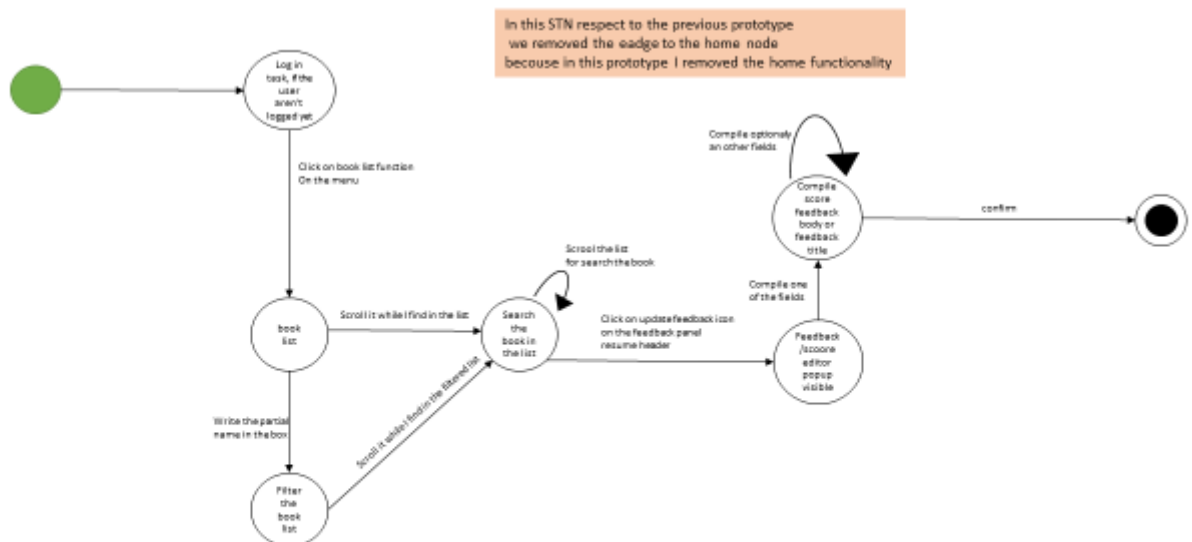 In this STN respect to the previous prototype
we removed the eadge to the home node
becouse in this prototype I removed the home functionality
Log in
task, if the
user
aren't
logged yet
Click on book list function
On the menu
Compile optionaly
an other fields
Compile
score
feedback
body or
feedback
title
confirm
Scrool the list
for search the book
Compile one
of the fields
book
list
Scroll it while I find in the list
Search
the
book in
the list
Click on update feedback icon
on the feedback panel
resume header
Feedback
/scoore
editor
popup
visible
Write the partial
name in the box
Scroll it while I find in the filtered list
Filter
the
book
list